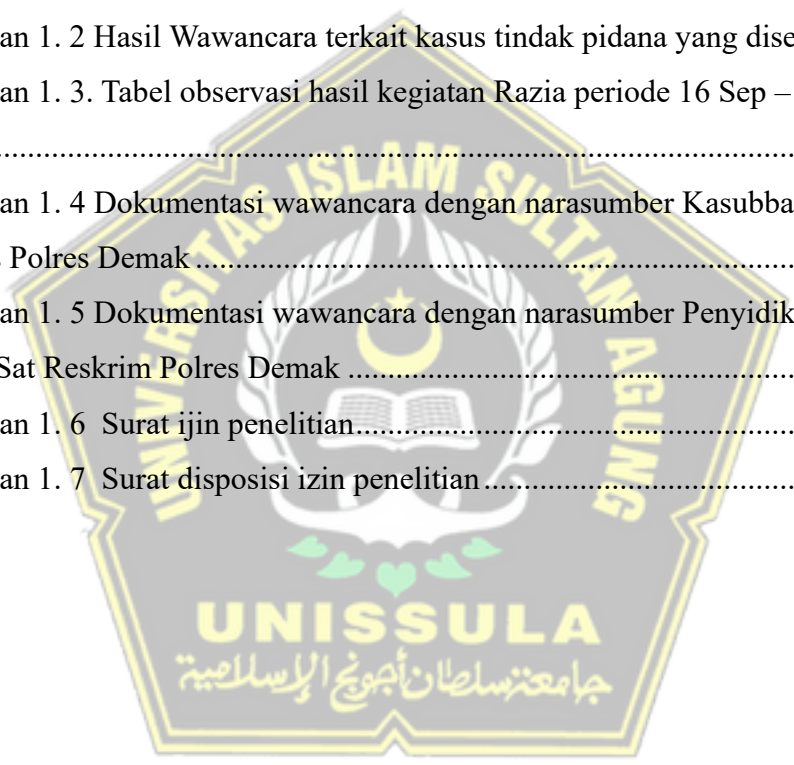 an 1. 2 Hasil Wawancara terkait kasus tindak pidana yang dise
an 1. 3. Tabel observasi hasil kegiatan Razia periode 16 Sep –
................................................................................
an 1. 4 Dokumentasi wawancara dengan narasumber Kasubba
Polres Demak ................................................................
an 1. 5 Dokumentasi wawancara dengan narasumber Penyidik
Sat Reskrim Polres Demak ................................................
an 1. 6 Surat ijin penelitian................................................
an 1. 7 Surat disposisi izin penelitian ....................................
UNIVERSITAS ISLAM SULTAN AGUNG
UNISSULA
جامعتسلطان أجونج الإسلامية